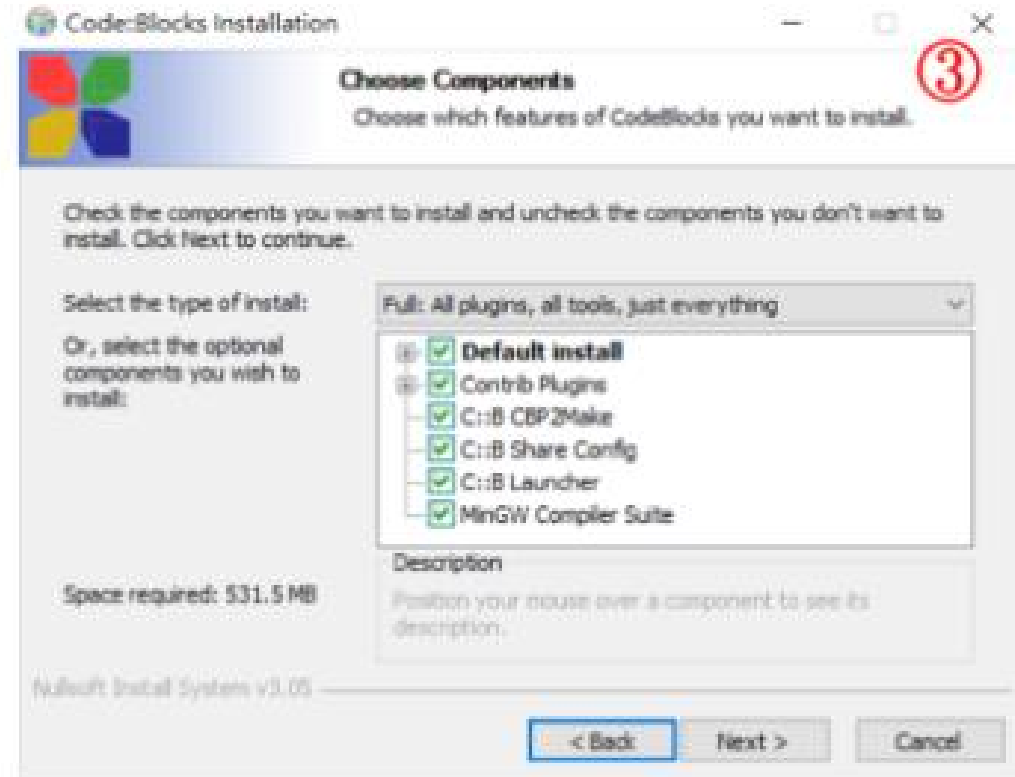 Code::Blocks Installation
③
Choose Components
Choose which features of CodeBlocks you want to install.
Check the components you want to install and uncheck the components you don't want to
install. Click Next to continue.
Select the type of install:
Full: All plugins, all tools, just everything
Or, select the optional
components you wish to
install:
Default install
Contrib Plugins
C::B CBP2Make
C::B Share Config
C::B Launcher
MinGW Compiler Suite
Space required: 531.5 MB
Description
Position your mouse over a component to see its
description.
Nullsoft Install System v3.05
< Back
Next >
Cancel